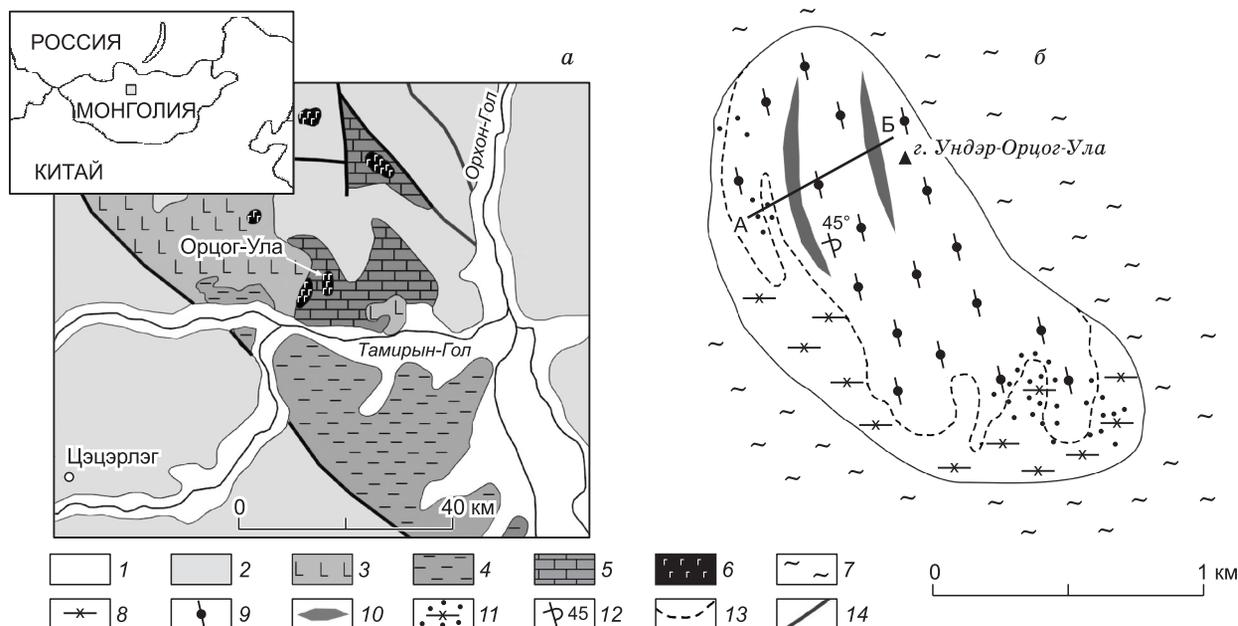 РОССИЯ
МОНГОЛИЯ
КИТАЙ
а
Орхон-Гол
Орцог-Ула
Тамирын-Гол
Цэцэрлэг
0 40 км
б
Б
г. Ундэр-Орцог-Ула
А
45°
0 1 км
1 2 3 4 5 6 7
8 9 10 11 45 12 13 14